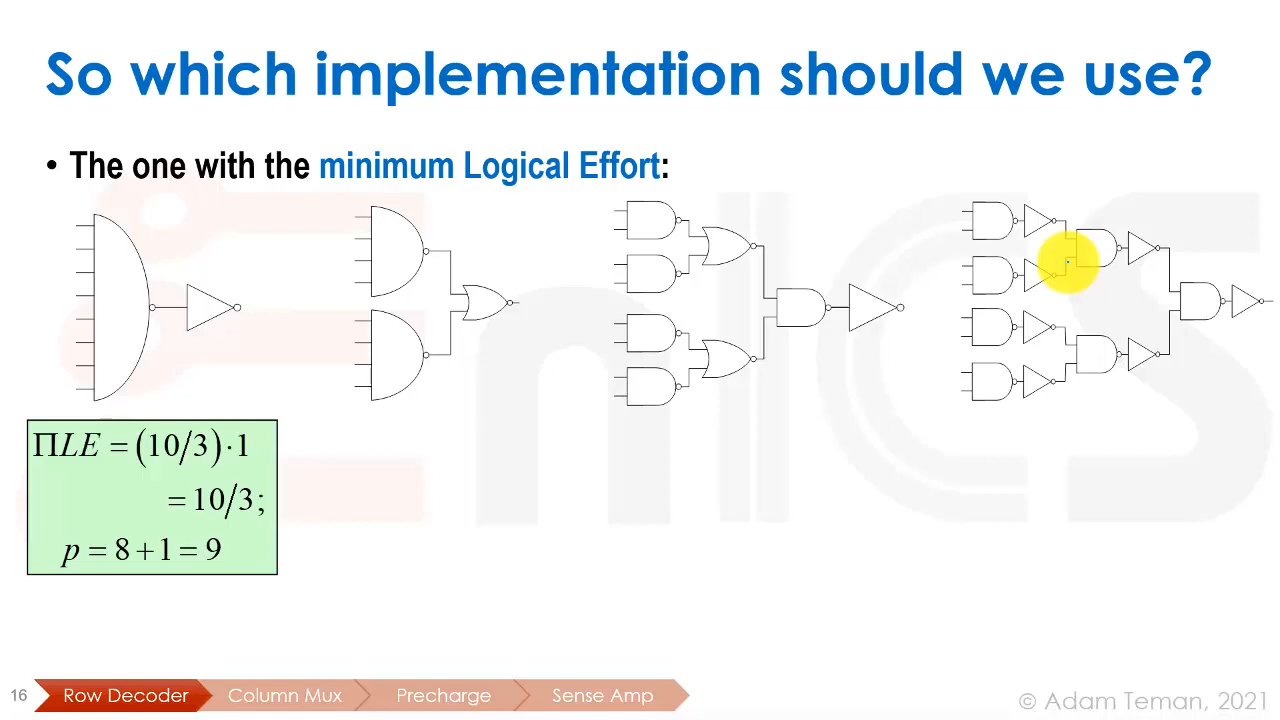 So which implementation should we use?
• The one with the minimum Logical Effort:
ΠLE = (10/3)·1
= 10/3;
p = 8+1 = 9
16
Row Decoder
Column Mux
Precharge
Sense Amp
© Adam Teman, 2021
EnICS